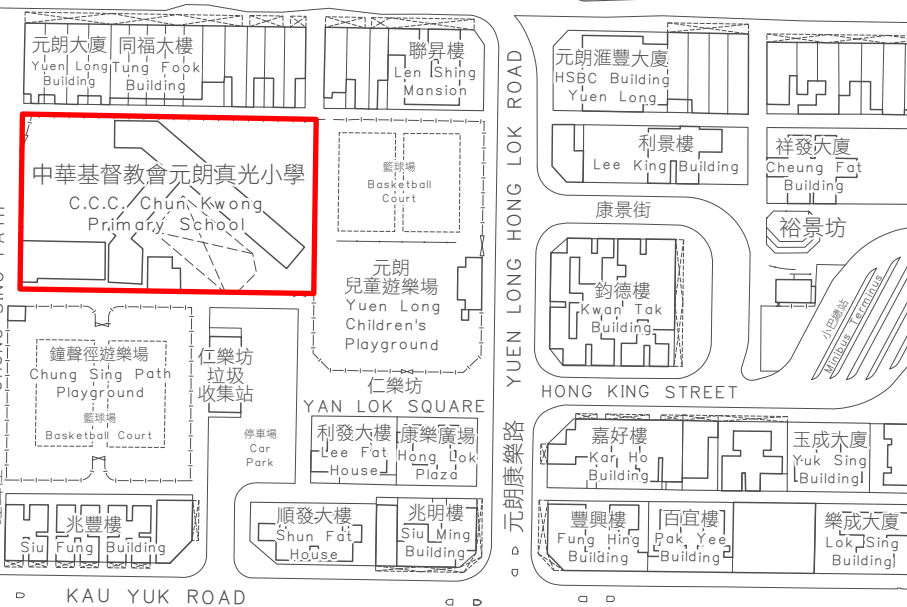 元朗大廈
Yuen Long
Building
同福大樓
Tung Fook
Building
聯昇樓
Len Shing
Mansion
元朗滙豐大廈
HSBC Building
Yuen Long
中華基督教會元朗真光小學
C.C.C. Chun Kwong
Primary School
籃球場
Basketball
Court
利景樓
Lee King Building
祥發大廈
Cheung Fat
Building
康景街
裕景坊
元朗
兒童遊樂場
Yuen Long
Children's
Playground
YUEN LONG HONG LOK ROAD
鈞德樓
Kwan Tak
Building
小巴總站
Minibus Terminus
鐘聲徑遊樂場
Chung Sing Path
Playground
籃球場
Basketball Court
仁樂坊
垃圾
收集站
仁樂坊
YAN LOK SQUARE
HONG KING STREET
停車場
Car
Park
利發大樓
Lee Fat
House
康樂廣場
Hong Lok
Plaza
元朗康樂路
嘉好樓
Kar Ho
Building
玉成大廈
Yuk Sing
Building
兆豐樓
Siu Fung Building
順發大樓
Shun Fat
House
兆明樓
Siu Ming
Building
豐興樓
Fung Hing
Building
百宜樓
Pak Yee
Building
樂成大廈
Lok Sing
Building
KAU YUK ROAD